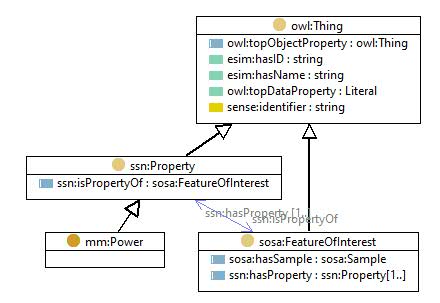 owl:Thing
owl:topObjectProperty : owl:Thing
esim:hasID : string
esim:hasName : string
owl:topDataProperty : Literal
sense:identifier : string
ssn:Property
ssn:isPropertyOf : sosa:FeatureOfInterest
ssn:hasProperty [1..]
ssn:isPropertyOf
mm:Power
sosa:FeatureOfInterest
sosa:hasSample : sosa:Sample
ssn:hasProperty : ssn:Property[1..]